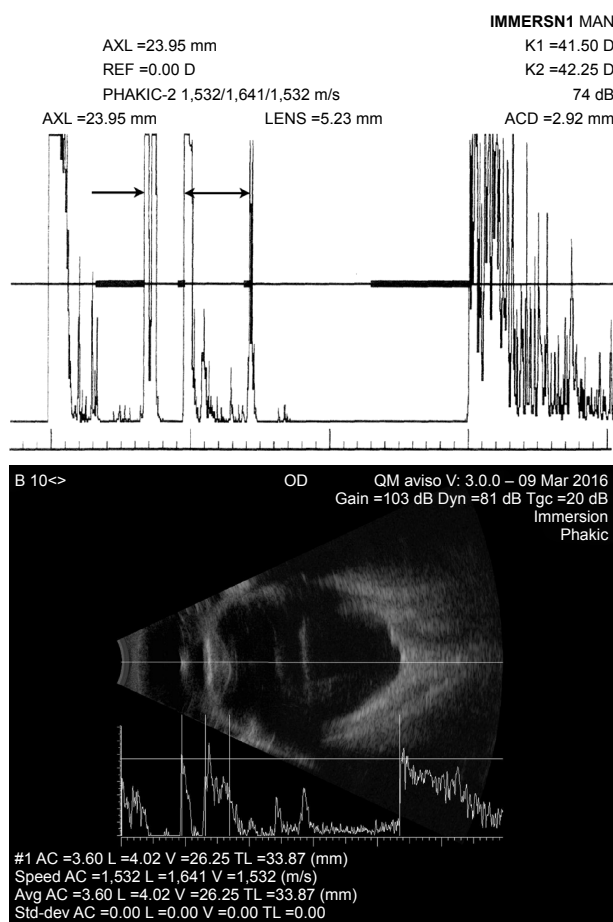 IMMERSN1 MAN
AXL =23.95 mm K1 =41.50 D
REF =0.00 D K2 =42.25 D
PHAKIC-2 1,532/1,641/1,532 m/s 74 dB
AXL =23.95 mm LENS =5.23 mm ACD =2.92 mm
B 10<> OD QM aviso V: 3.0.0 – 09 Mar 2016
Gain =103 dB Dyn =81 dB Tgc =20 dB
Immersion
Phakic
#1 AC =3.60 L =4.02 V =26.25 TL =33.87 (mm)
Speed AC =1,532 L =1,641 V =1,532 (m/s)
Avg AC =3.60 L =4.02 V =26.25 TL =33.87 (mm)
Std-dev AC =0.00 L =0.00 V =0.00 TL =0.00